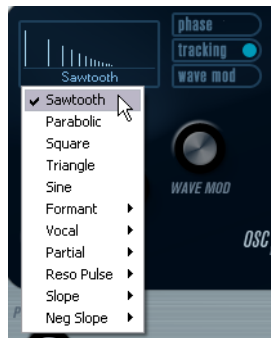 phase
tracking
wave mod
Sawtooth
Sawtooth
Parabolic
Square
Triangle
Sine
Formant
Vocal
Partial
Reso Pulse
Slope
Neg Slope
WAVE MOD
OSC
P